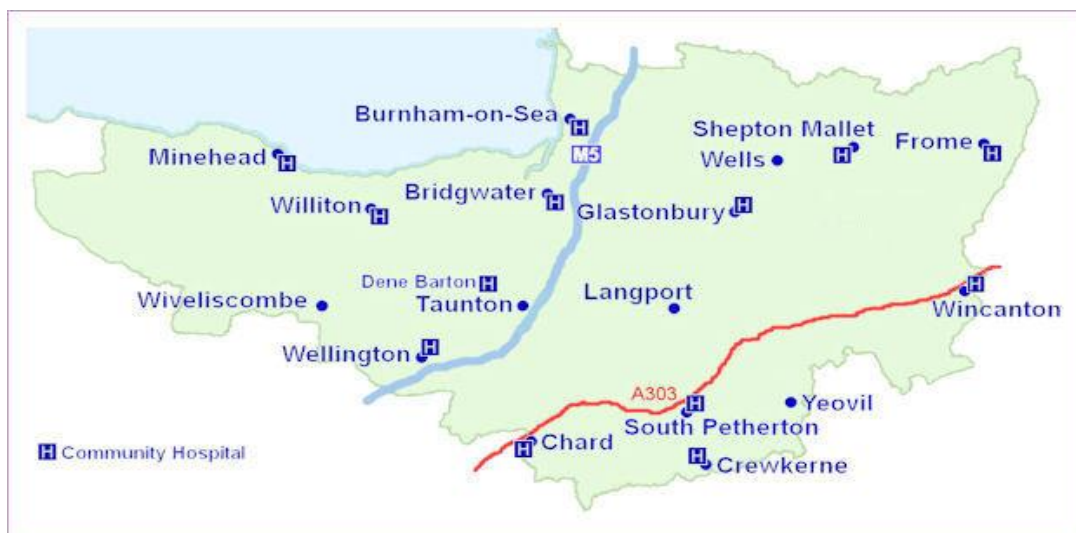 Burnham-on-Sea
M5
Shepton Mallet
Frome
Minehead
Wells
Williton
Bridgwater
Glastonbury
Dene Barton
Wiveliscombe
Taunton
Langport
Wincanton
Wellington
A303
Yeovil
South Petherton
Chard
H Community Hospital
Crewkerne